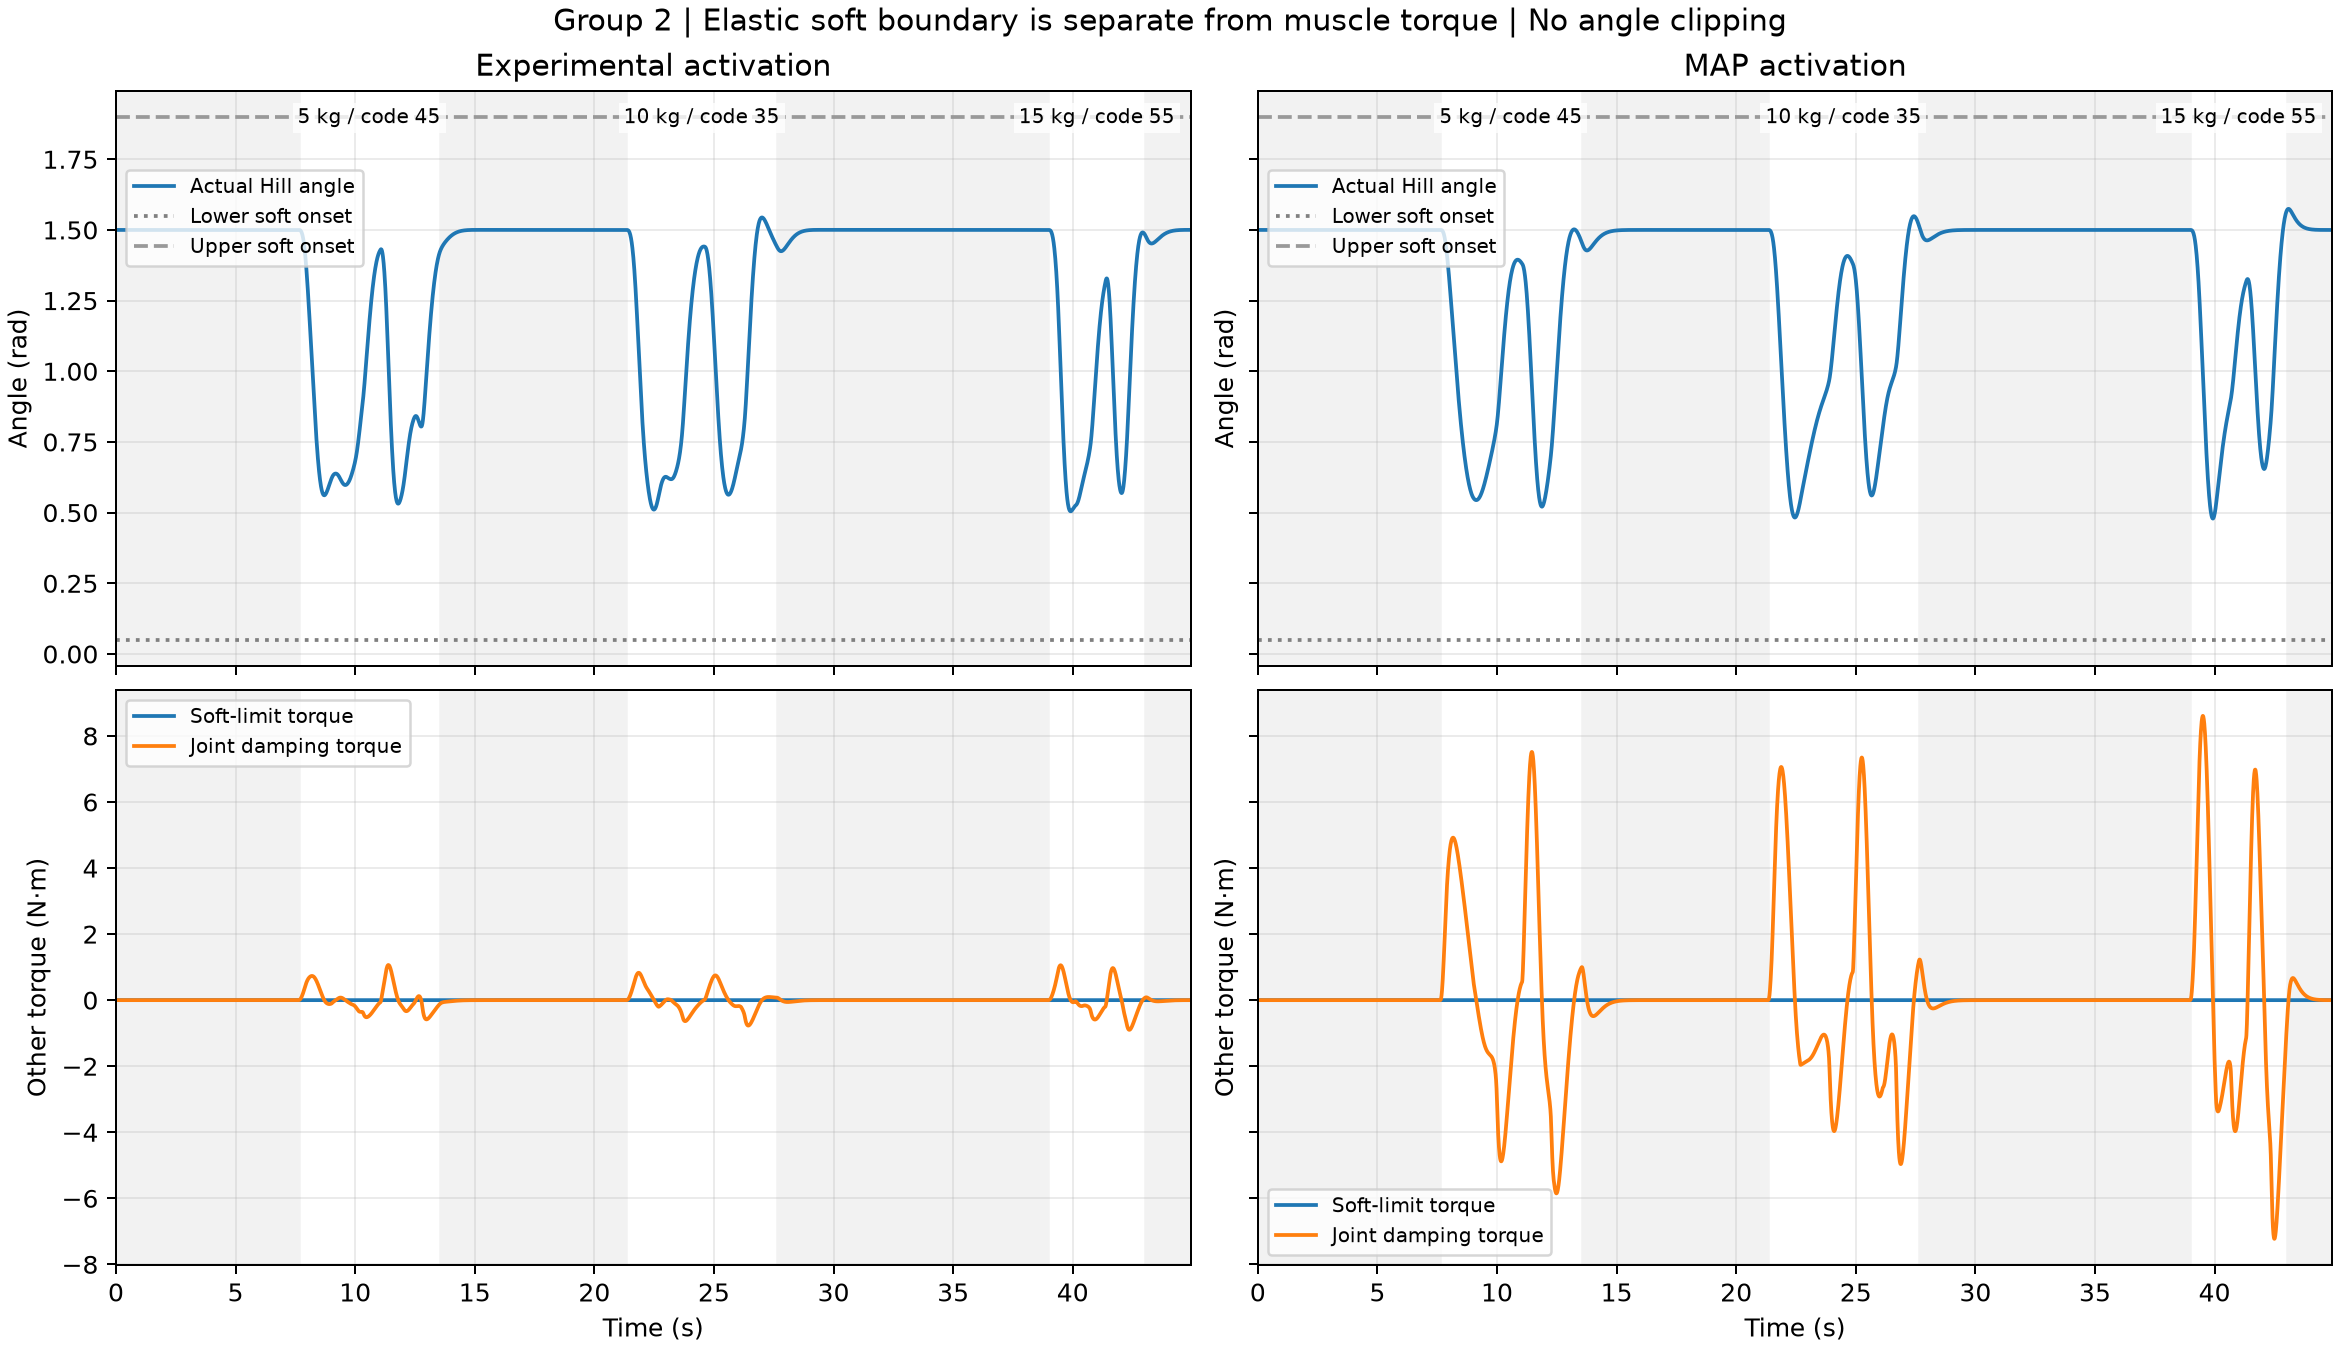 Group 2 | Elastic soft boundary is separate from muscle torque | No angle clipping
Experimental activation
5 kg / code 45
10 kg / code 35
15 kg / code 55
Actual Hill angle
Lower soft onset
Upper soft onset
Angle (rad)
1.75
1.50
1.25
1.00
0.75
0.50
0.25
0.00
MAP activation
5 kg / code 45
10 kg / code 35
15 kg / code 55
Actual Hill angle
Lower soft onset
Upper soft onset
Angle (rad)
Soft-limit torque
Joint damping torque
Other torque (N·m)
8
6
4
2
0
−2
−4
−6
−8
0 5 10 15 20 25 30 35 40
Time (s)
Other torque (N·m)
Soft-limit torque
Joint damping torque
0 5 10 15 20 25 30 35 40
Time (s)